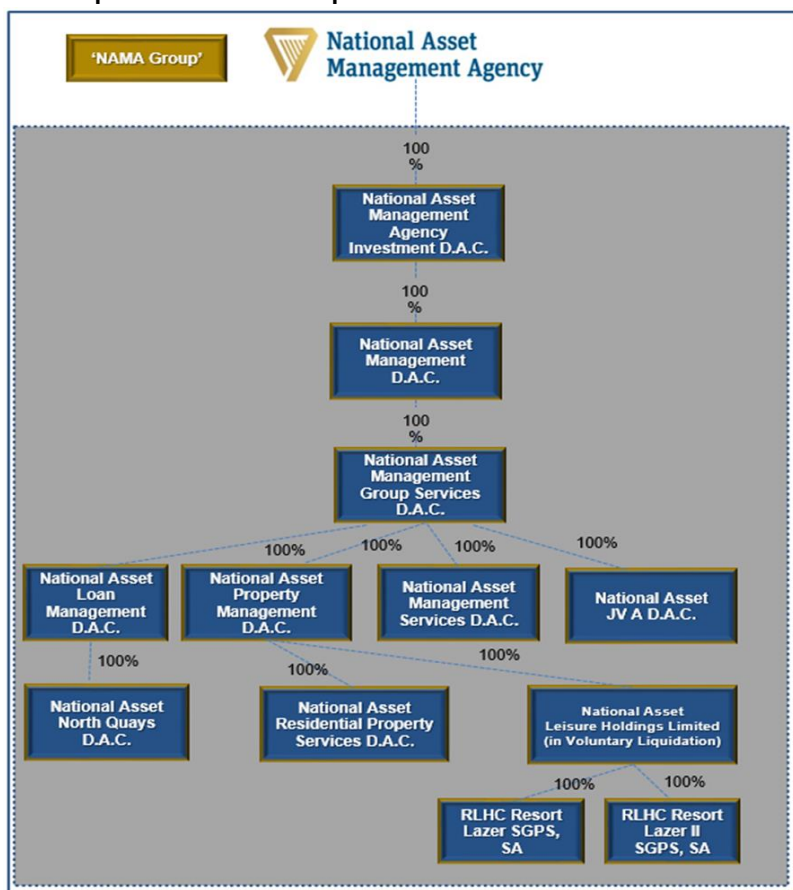 'NAMA Group'
National Asset
Management Agency
100
%
National Asset
Management
Agency
Investment D.A.C.
100
%
National Asset
Management
D.A.C.
100
%
National Asset
Management
Group Services
D.A.C.
100%
100%
100%
100%
National Asset
Loan
Management
D.A.C.
National Asset
Property
Management
D.A.C.
National Asset
Management
Services D.A.C.
National Asset
JV A D.A.C.
100%
100%
National Asset
North Quays
D.A.C.
National Asset
Residential Property
Services D.A.C.
National Asset
Leisure Holdings Limited
(in Voluntary Liquidation)
100%
100%
RLHC Resort
Lazer SGPS,
SA
RLHC Resort
Lazer II
SGPS, SA